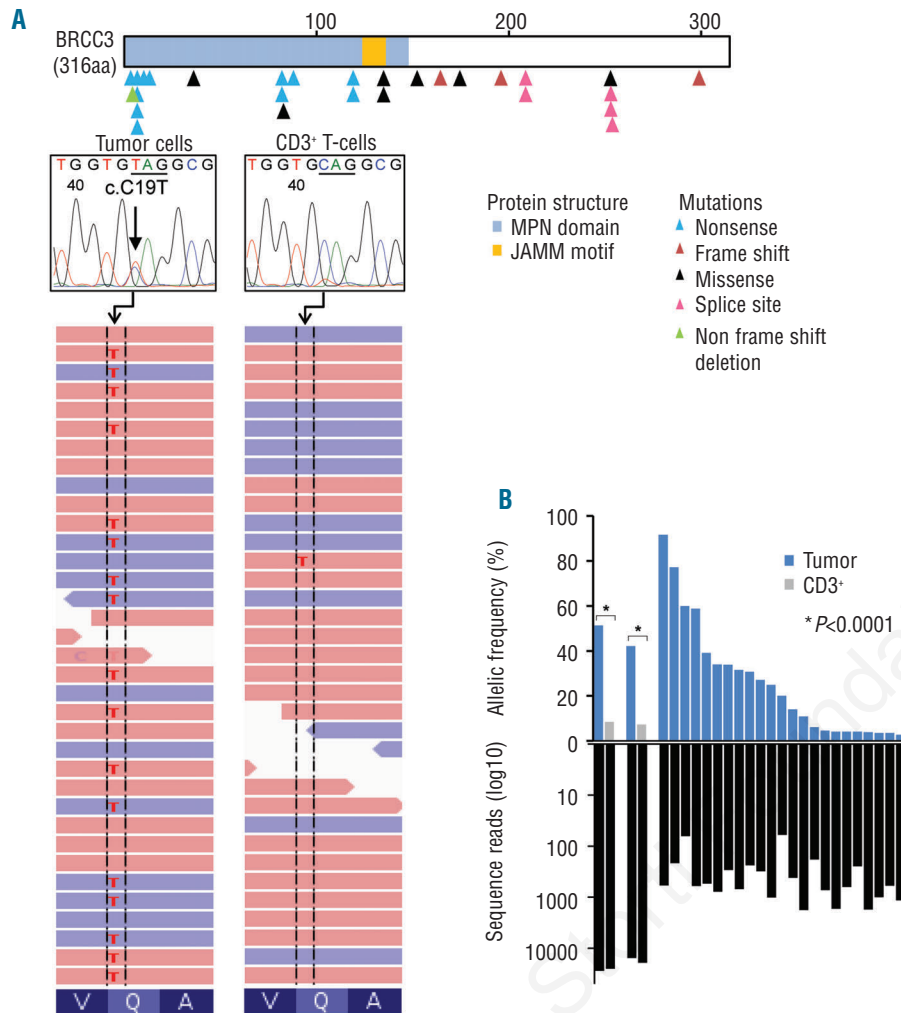 A
BRCC3
(316aa)
100 200 300
Tumor cells
CD3+ T-cells
T G G T G T A G G C G
40
c.C19T
T G G T G C A G G C G
40
Protein structure
MPN domain
JAMM motif
Mutations
Nonsense
Frame shift
Missense
Splice site
Non frame shift
deletion
T
T
T
T
T
T
T
T
C
T
T
T
T
T
T
T
T
T
T
V Q A
V Q A
B
Allelic frequency (%)
100
80
60
40
20
0
* *
Tumor
CD3+
*P<0.0001
Sequence reads (log10)
10
100
1000
10000